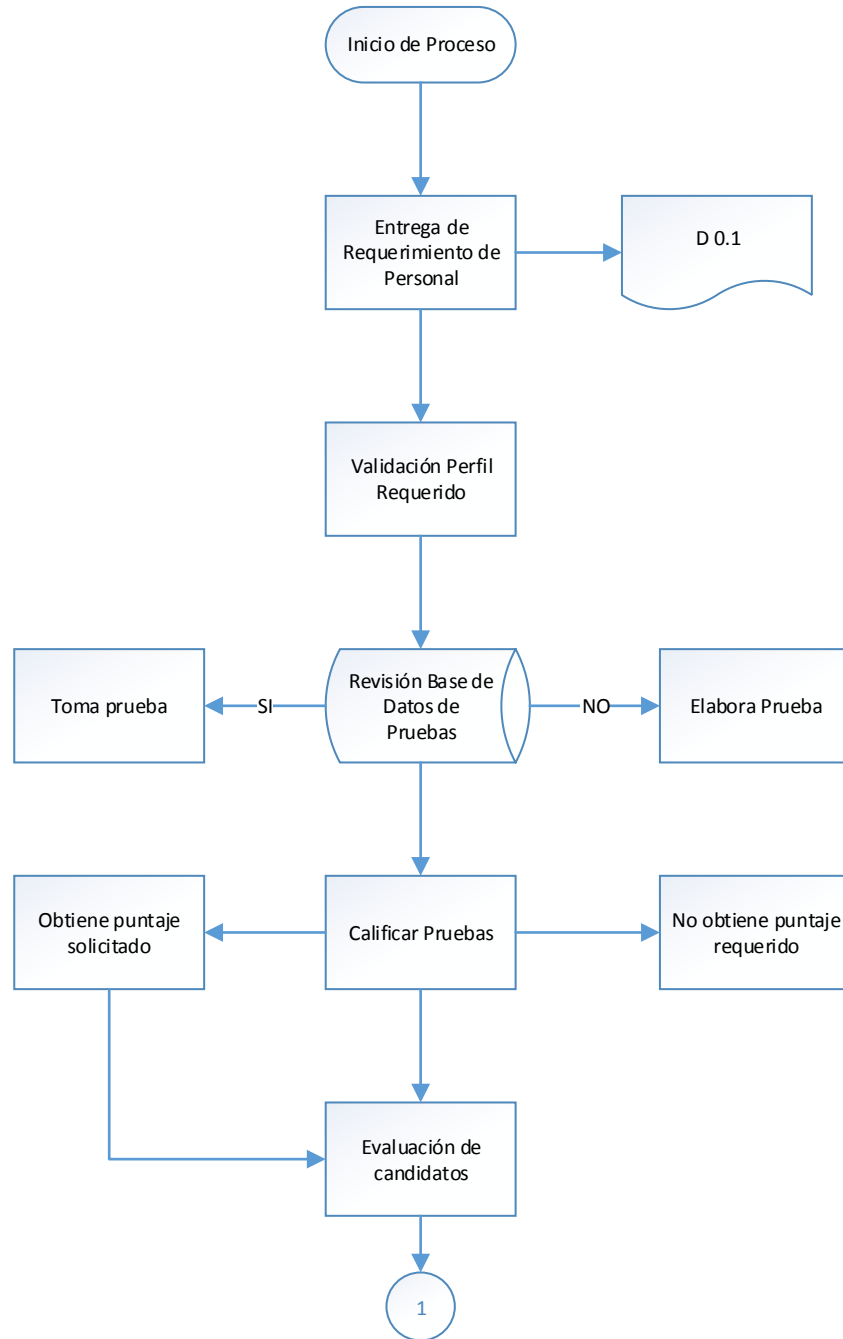 Inicio de Proceso
Entrega de
Requerimiento de
Personal
D 0.1
Validación Perfil
Requerido
Toma prueba
SI
Revisión Base de
Datos de
Pruebas
NO
Elabora Prueba
Obtiene puntaje
solicitado
Calificar Pruebas
No obtiene puntaje
requerido
Evaluación de
candidatos
1